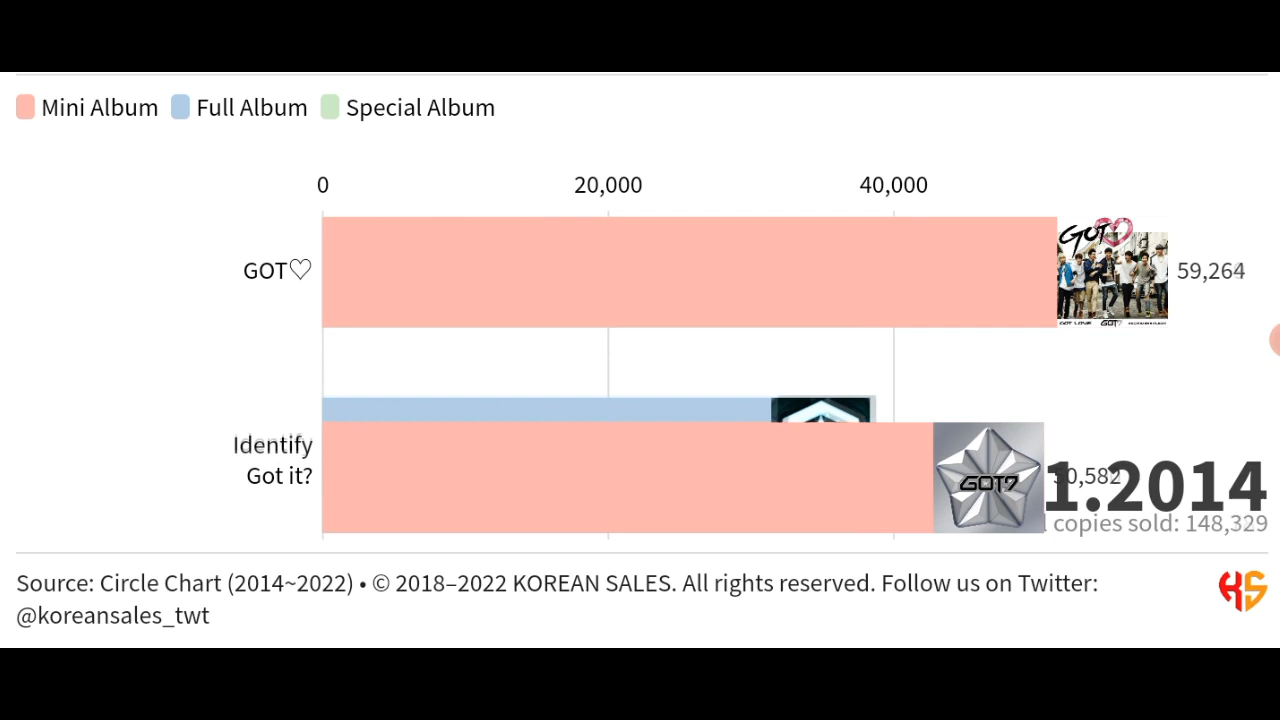 Mini Album Full Album Special Album
0 20,000 40,000
GOT♡ GOT♡ 59,264
Identify
Got it? GOT7
1.2014
copies sold: 148,329
Source: Circle Chart (2014~2022) • © 2018–2022 KOREAN SALES. All rights reserved. Follow us on Twitter:
@koreansales_twt
KS